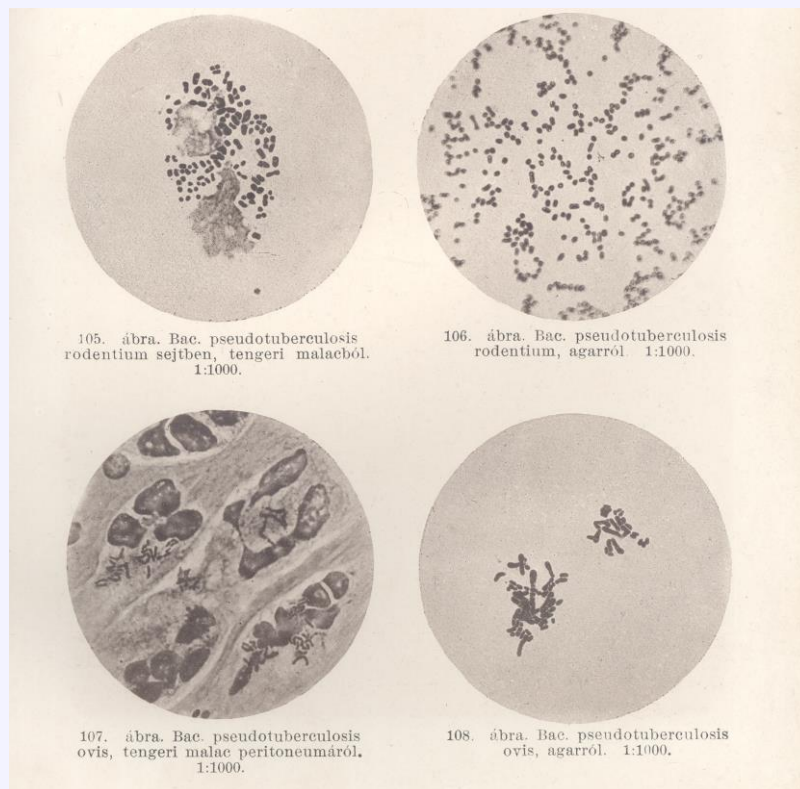 105. ábra. Bac. pseudotuberculosis
rodentium sejtben, tengeri malacból.
1:1000.
106. ábra. Bac. pseudotuberculosis
rodentium, agarról 1:1000.
107. ábra. Bac. pseudotuberculosis
ovis, tengeri malac peritoneumáról.
1:1000.
108. ábra. Bac. pseudotuberculosis
ovis, agarról. 1:1000.